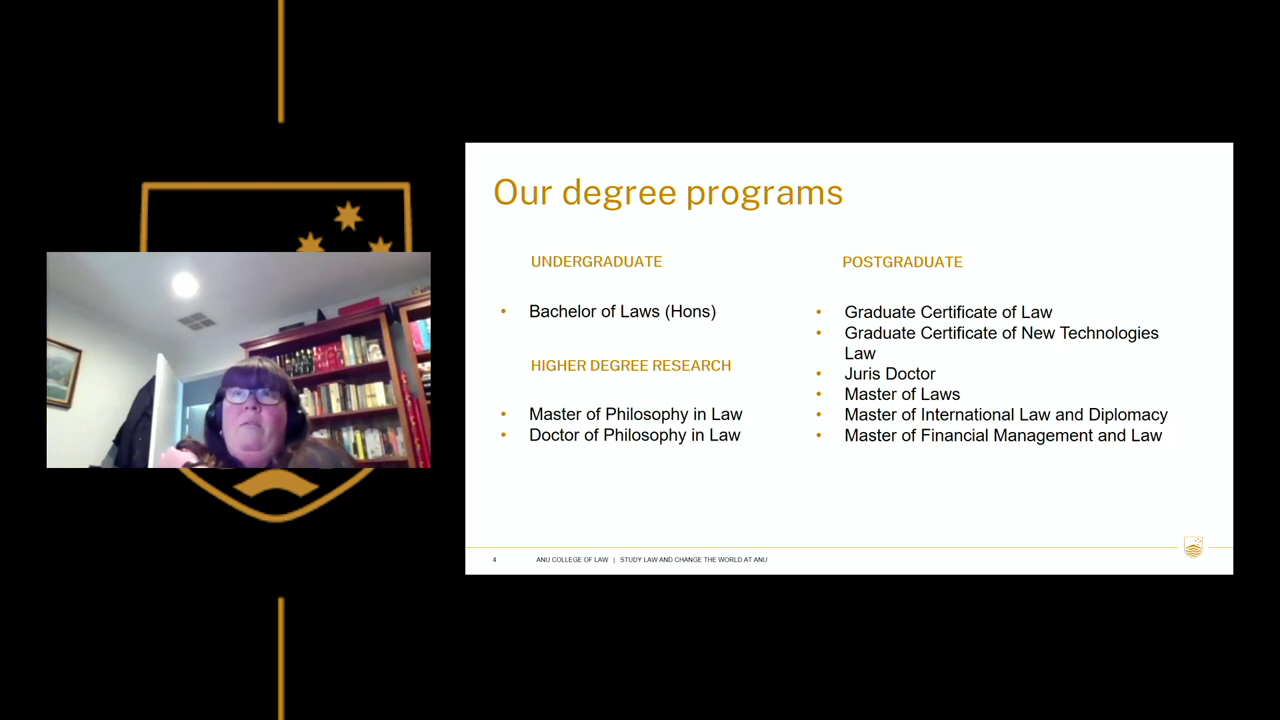 Our degree programs
UNDERGRADUATE
• Bachelor of Laws (Hons)
HIGHER DEGREE RESEARCH
• Master of Philosophy in Law
• Doctor of Philosophy in Law
POSTGRADUATE
• Graduate Certificate of Law
• Graduate Certificate of New Technologies
Law
• Juris Doctor
• Master of Laws
• Master of International Law and Diplomacy
• Master of Financial Management and Law
4 ANU COLLEGE OF LAW | STUDY LAW AND CHANGE THE WORLD AT ANU